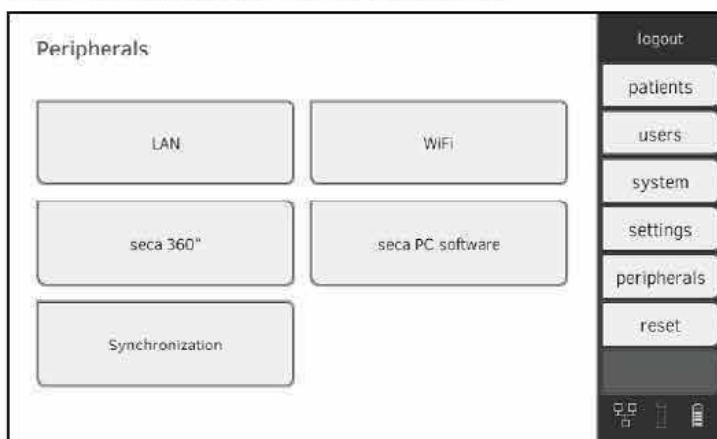 Peripherals
LAN
WiFi
seca 360°
seca PC software
Synchronization
logout
patients
users
system
settings
peripherals
reset